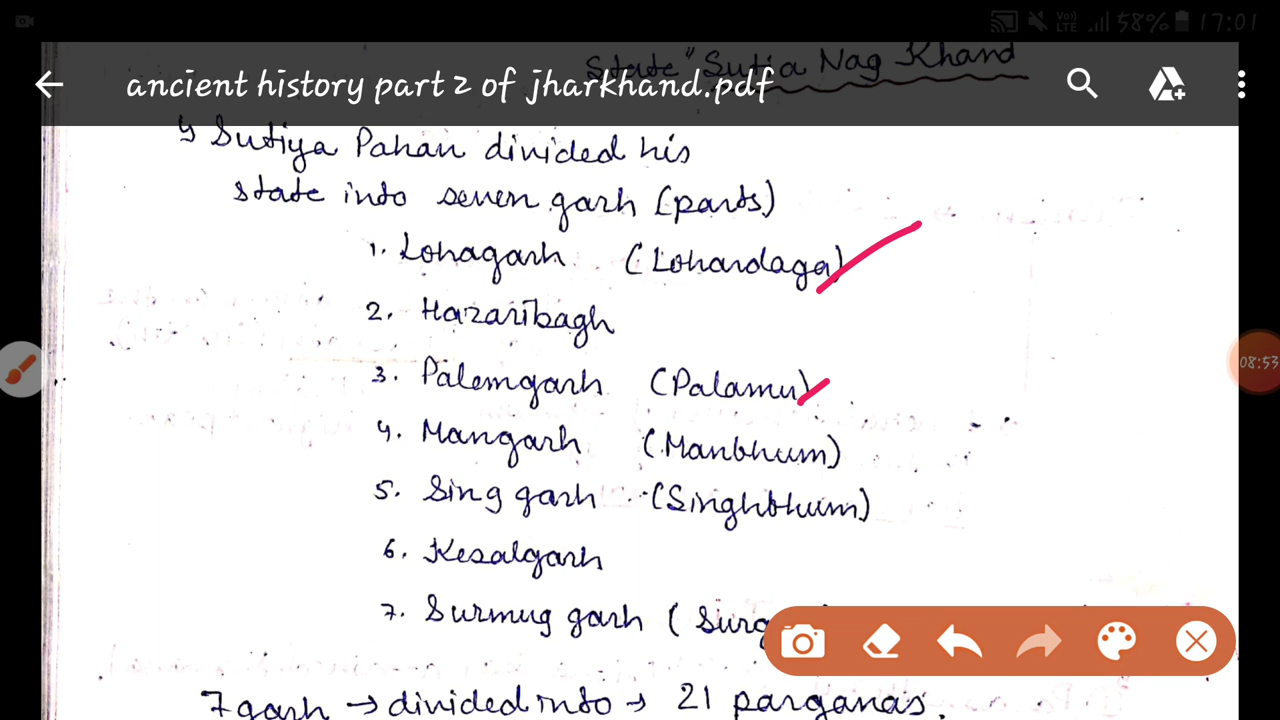 58% 17:01
State "Sutia Nag Khand
ancient history part 2 of jharkhand.pdf
↳ Sutiya Pahan divided his
state into seven garh (parts)
1. Lohagarh (Lohardaga)
2. Hazaribagh
3. Palemgarh (Palamu)
08:53
4. Mangarh (Manbhum)
5. Sing garh (Singhbhum)
6. Kesalgarh
7. Surmug garh (
7 garh → divided into → 21 parganas.